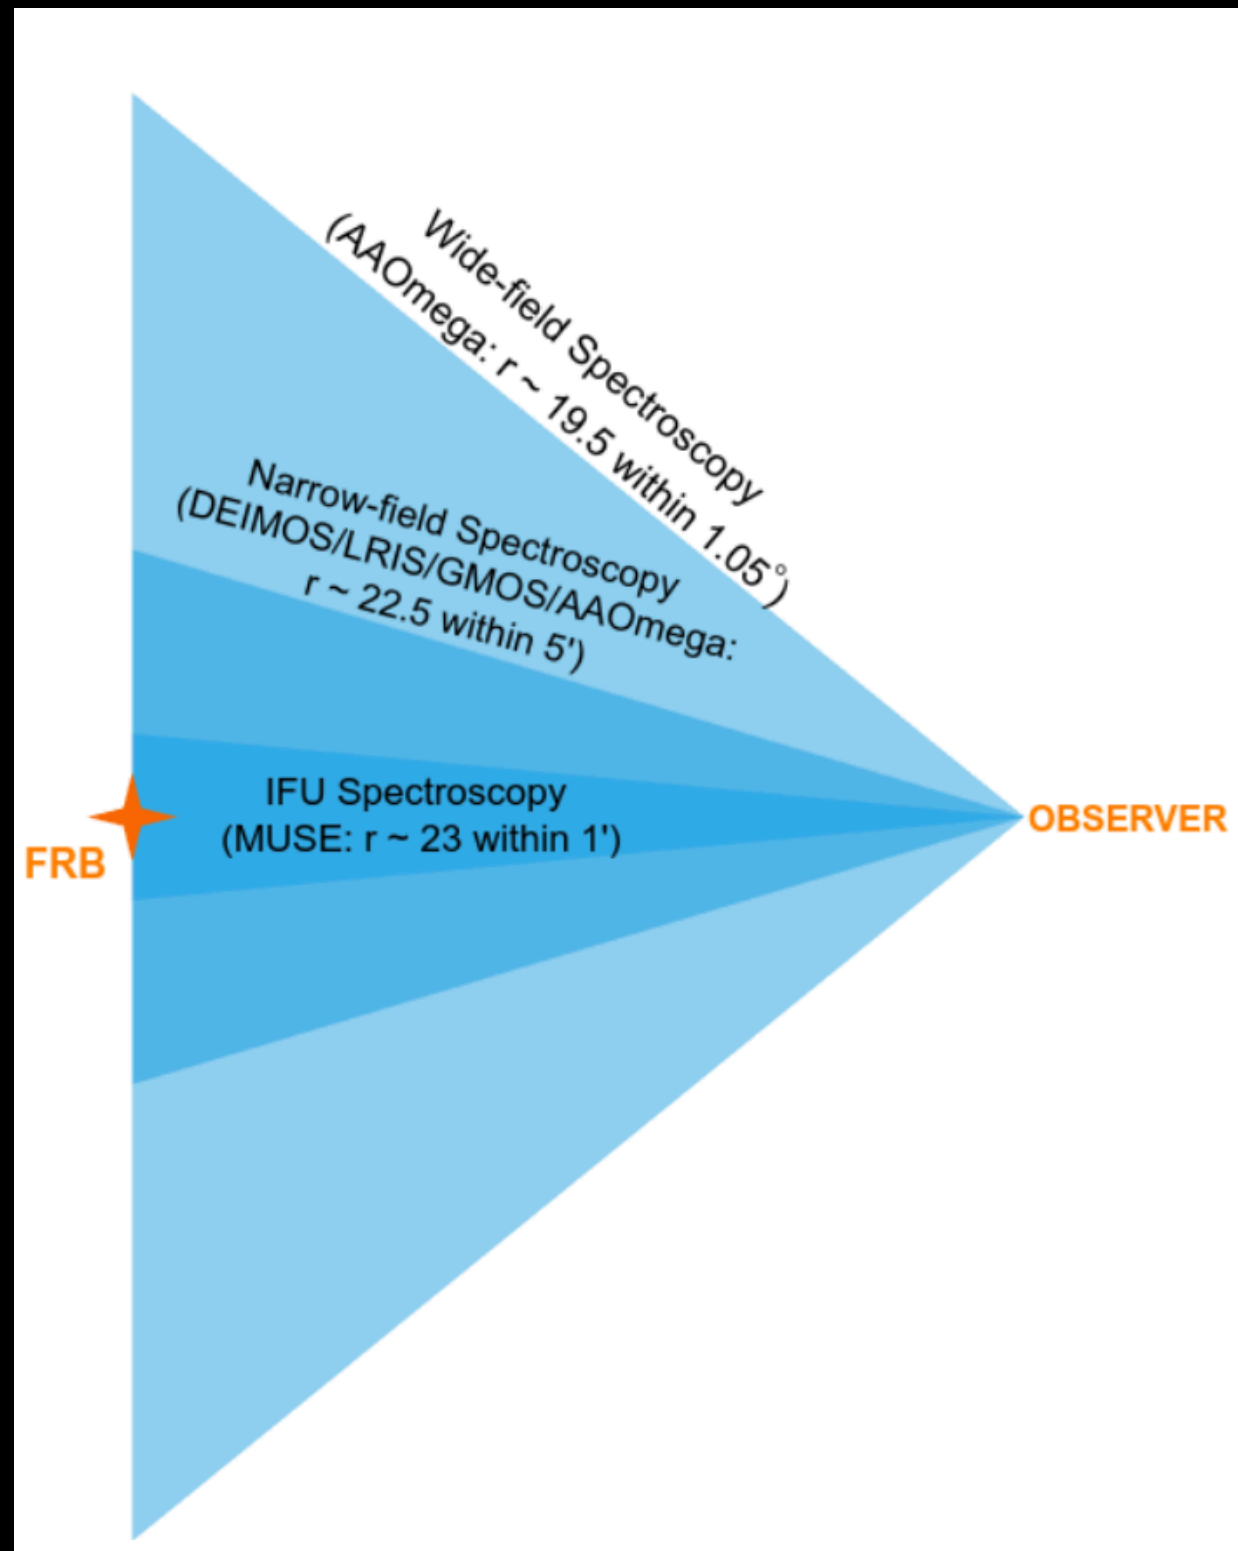 Wide-field Spectroscopy
(AAOmega: r ~ 19.5 within 1.05°)
Narrow-field Spectroscopy
(DEIMOS/LRIS/GMOS/AAOmega:
r ~ 22.5 within 5')
IFU Spectroscopy
(MUSE: r ~ 23 within 1')
OBSERVER
FRB